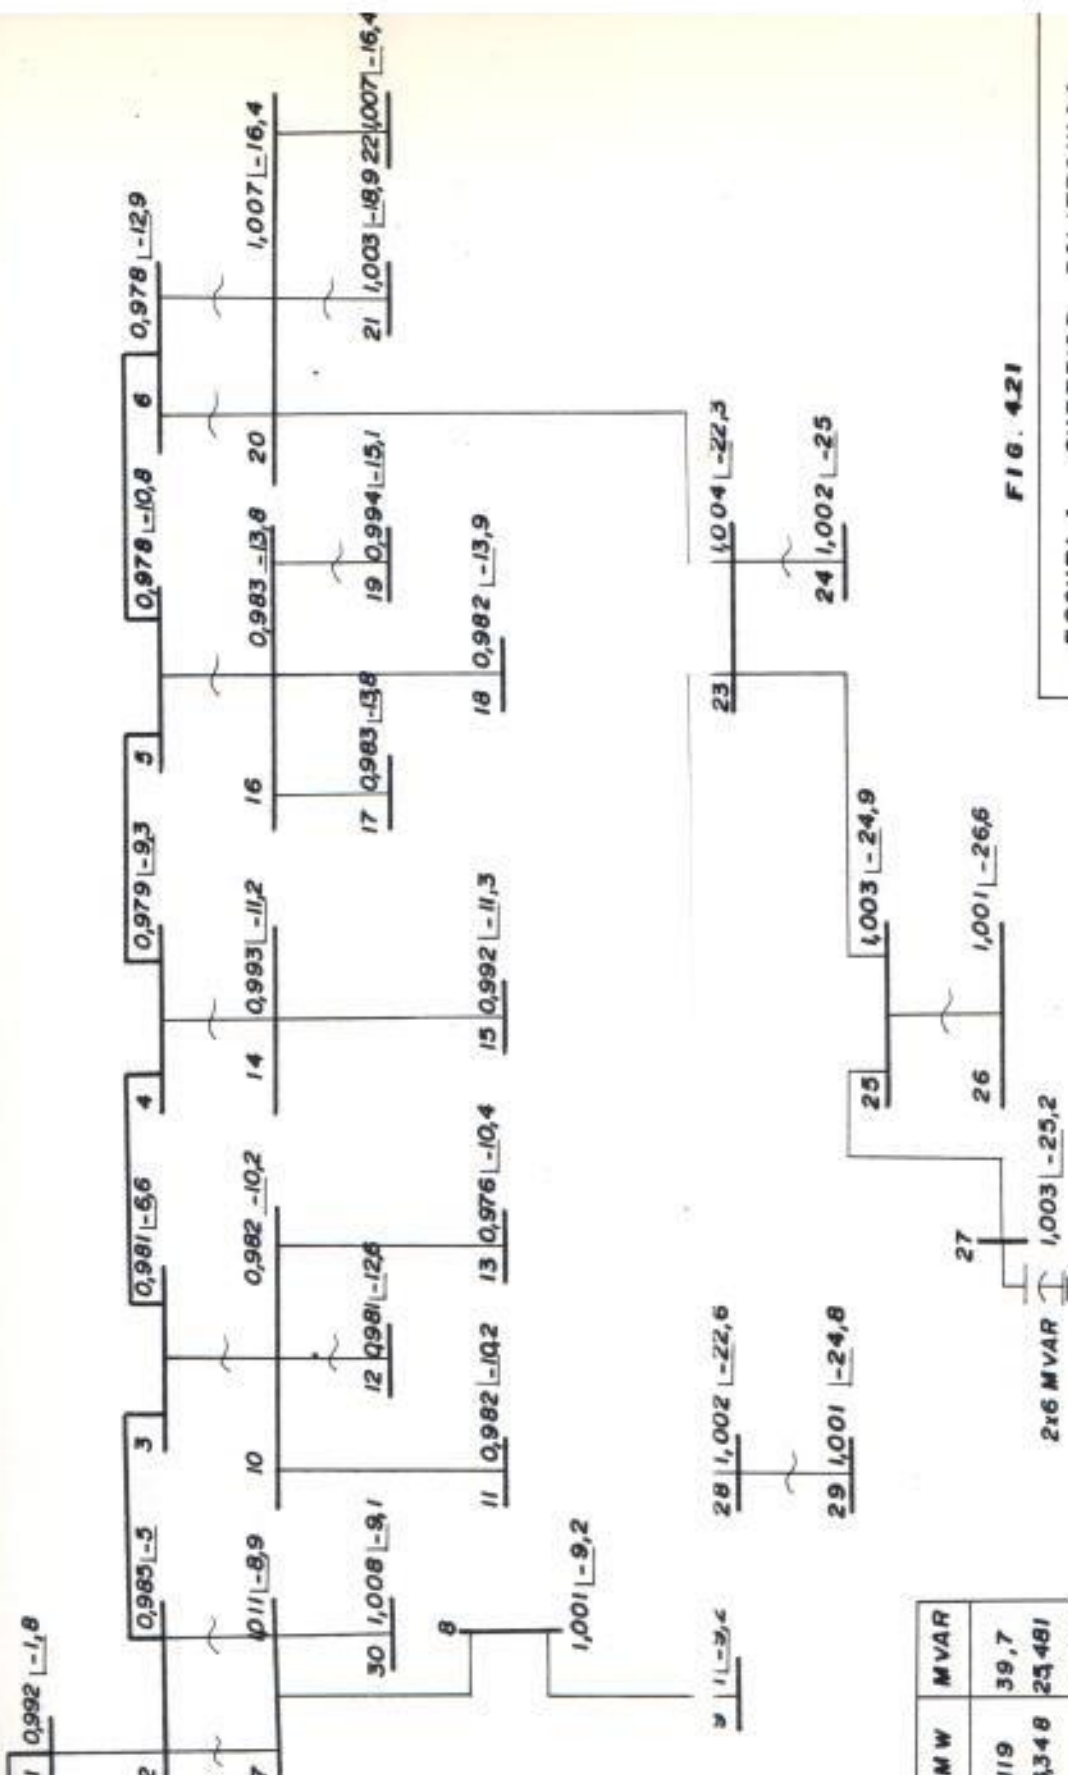 1 0,992 |-1,8
2
0,985 |-5
3
0,981 |-6,6
4
0,979 |-9,3
5
0,978 |-10,8
6
0,978 |-12,9
7
1,011 |-8,9
10
0,982 |-10,2
14
0,993 |-11,2
16
0,983 |-13,8
20
1,007 |-16,4
30 1,008 |-9,1
12 0,981 |-12,6
17 0,983 |-13,8
19 0,994 |-15,1
21 1,003 |-18,9
22 1,007 |-16,4
8
1,001 |-9,2
11 0,982 |-10,2
13 0,976 |-10,4
15 0,992 |-11,3
18 0,982 |-13,9
28 1,002 |-22,6
23
1,004 |-22,3
29 1,001 |-24,8
24 1,002 |-25
25
1,003 |-24,9
26
1,001 |-26,6
27
1,003 |-25,2
2x6 MVAR
FIG. 4.21
MW MVAR
119 39,7
348 25,481